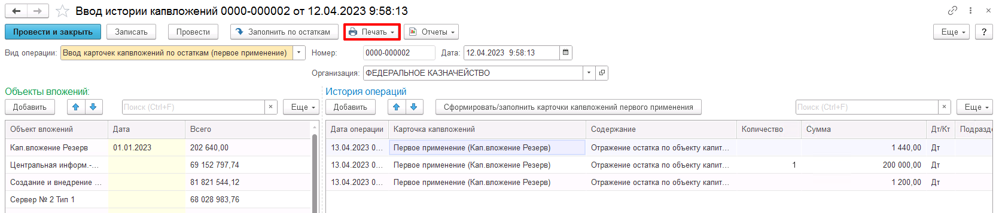 Ввод истории капвложений 0000-000002 от 12.04.2023 9:58:13
Провести и закрыть Записать Провести Заполнить по остаткам Печать Отчеты Еще ?
Вид операции: Ввод карточек капвложений по остаткам (первое применение) Номер: 0000-000002 Дата: 12.04.2023 9:58:13
Организация: ФЕДЕРАЛЬНОЕ КАЗНАЧЕЙСТВО
Объекты вложений: История операций
Добавить Поиск (Ctrl+F) × Еще Добавить Сформировать/заполнить карточки капвложений первого применения Поиск (Ctrl+F) × Еще
Объект вложений Дата Всего Дата операции Карточка капвложений Содержание Количество Сумма Дт/Кт Подразд
Кап.вложение Резерв 01.01.2023 202 640,00 13.04.2023 0... Первое применение (Кап.вложение Резерв) Отражение остатка по объекту капит... 1 440,00 Дт
Центральная информ.-... 69 152 797,74 13.04.2023 0... Первое применение (Кап.вложение Резерв) Отражение остатка по объекту капит... 1 200 000,00 Дт
Создание и внедрение ... 81 821 544,12 13.04.2023 0... Первое применение (Кап.вложение Резерв) Отражение остатка по объекту капит... 1 200,00 Дт
Сервер № 2 Тип 1 68 028 983,76